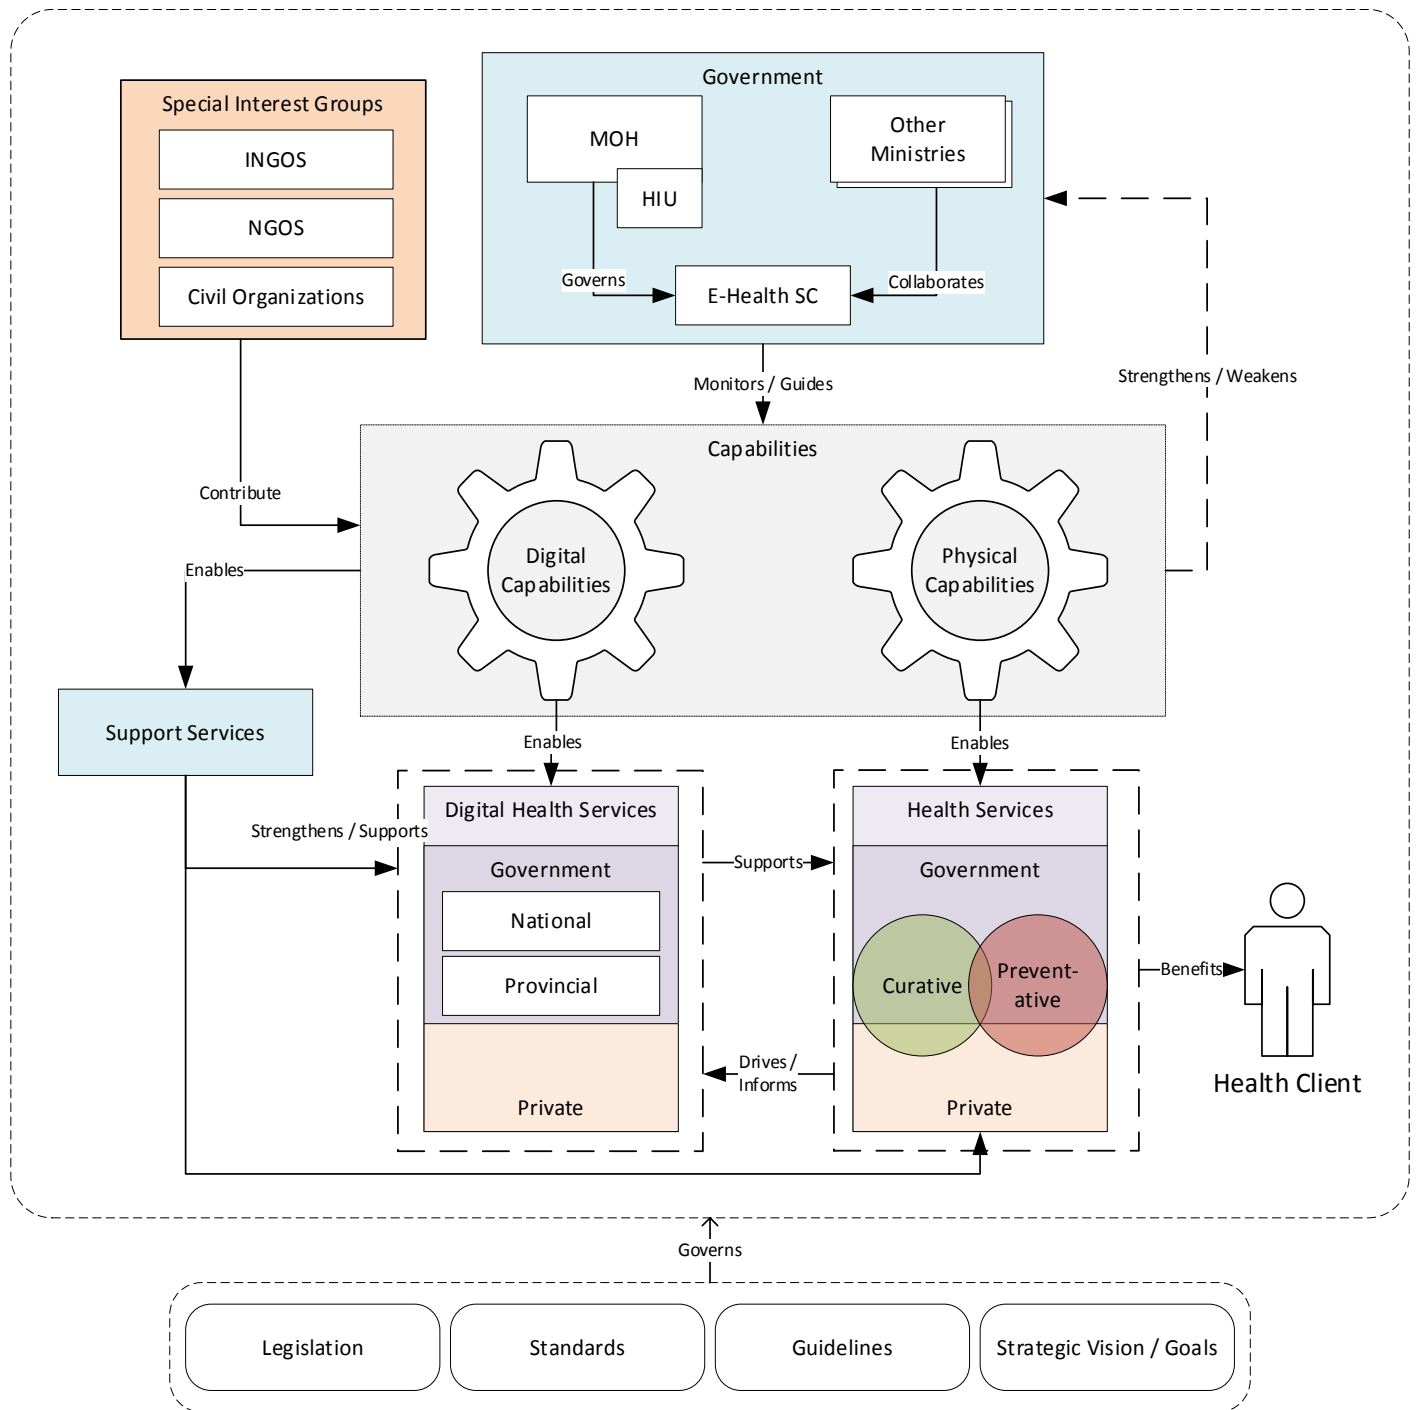 Government
Special Interest Groups
INGOS
NGOS
Civil Organizations
MOH
HIU
Other
Ministries
Governs
E-Health SC
Collaborates
Monitors / Guides
Strengthens / Weakens
Contribute
Capabilities
Digital
Capabilities
Physical
Capabilities
Enables
Support Services
Enables
Enables
Strengthens / Supports
Digital Health Services
Government
National
Provincial
Private
Supports
Drives /
Informs
Health Services
Government
Curative
Prevent-
ative
Private
Benefits
Health Client
Governs
Legislation
Standards
Guidelines
Strategic Vision / Goals